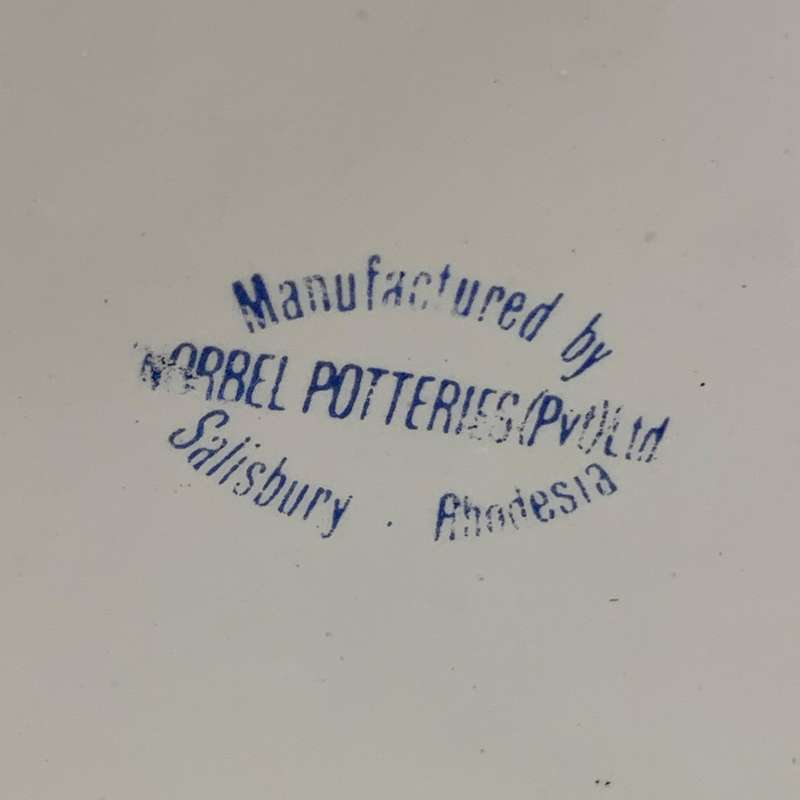 Manufactured by
NORBEL POTTERIES (Pvt) Ltd
Salisbury . Rhodesia